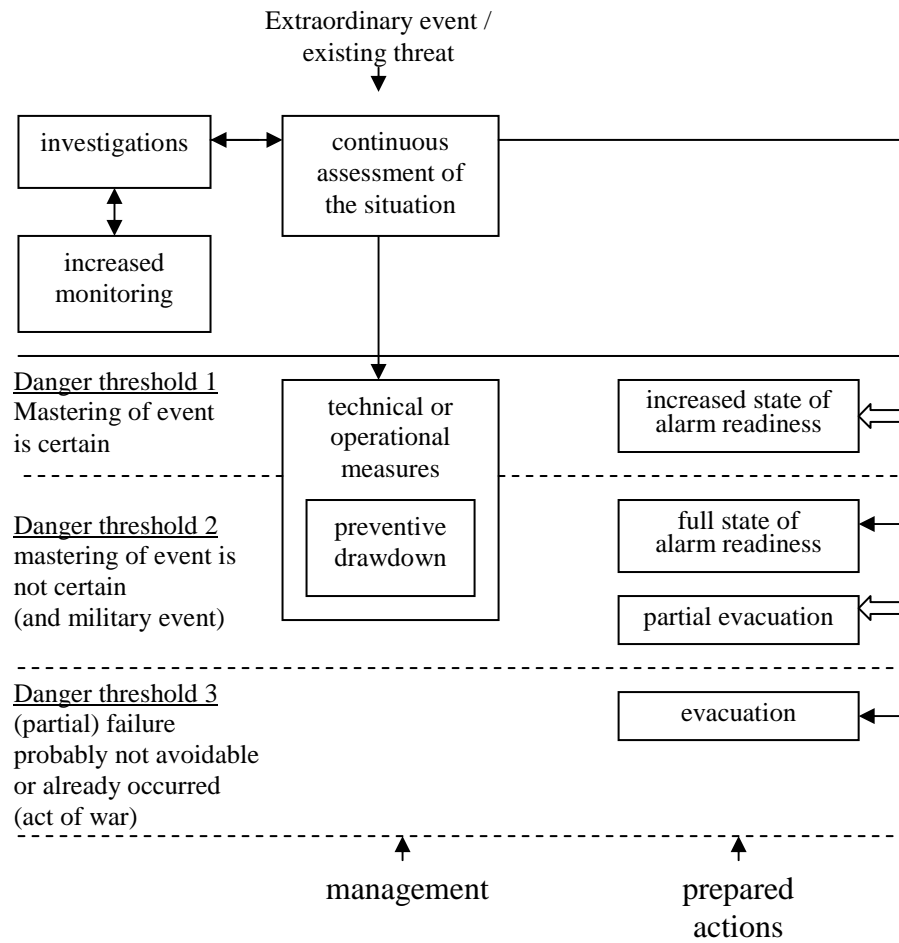 Extraordinary event /
existing threat
investigations
continuous
assessment of
the situation
increased
monitoring
Danger threshold 1
Mastering of event
is certain
technical or
operational
measures
increased state of
alarm readiness
Danger threshold 2
mastering of event is
not certain
(and military event)
preventive
drawdown
full state of
alarm readiness
partial evacuation
Danger threshold 3
(partial) failure
probably not avoidable
or already occurred
(act of war)
evacuation
management
prepared
actions